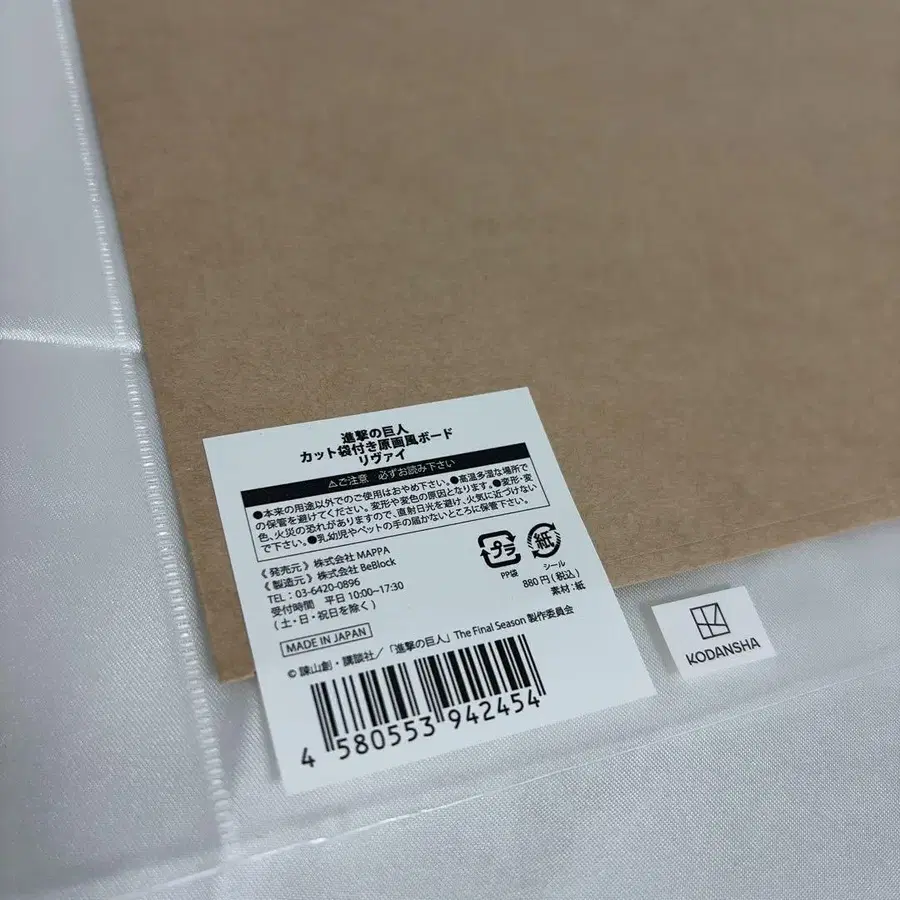 進撃の巨人
カット袋付き原画風ボード
リヴァイ
⚠ご注意 必ずお読み下さい
●本来の用途以外でのご使用はおやめ下さい。●高温多湿な場所で
の保管を避けてください。変形や変色の原因となります。●変形・変
色、火災の恐れがありますので、直射日光を避け、火気に近づけない
で下さい。●乳幼児やペットの手の届かないところに保管下さい。
《発売元》株式会社 MAPPA
《製造元》株式会社 BeBlock
TEL : 03-6420-0896
受付時間 平日 10:00~17:30
(土・日・祝日を除く)
プラ
PP袋
紙
シール
880円(税込)
素材:紙
MADE IN JAPAN
© 諫山創・講談社/「進撃の巨人」The Final Season 製作委員会
4 580553 942454
KODANSHA